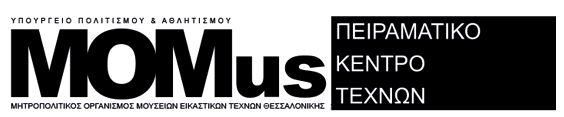 ΥΠΟΥΡΓΕΙΟ ΠΟΛΙΤΙΣΜΟΥ & ΑΘΛΗΤΙΣΜΟΥ
MOMus
ΜΗΤΡΟΠΟΛΙΤΙΚΟΣ ΟΡΓΑΝΙΣΜΟΣ ΜΟΥΣΕΙΩΝ ΕΙΚΑΣΤΙΚΩΝ ΤΕΧΝΩΝ ΘΕΣΣΑΛΟΝΙΚΗΣ
ΠΕΙΡΑΜΑΤΙΚΟ
ΚΕΝΤΡΟ
ΤΕΧΝΩΝ